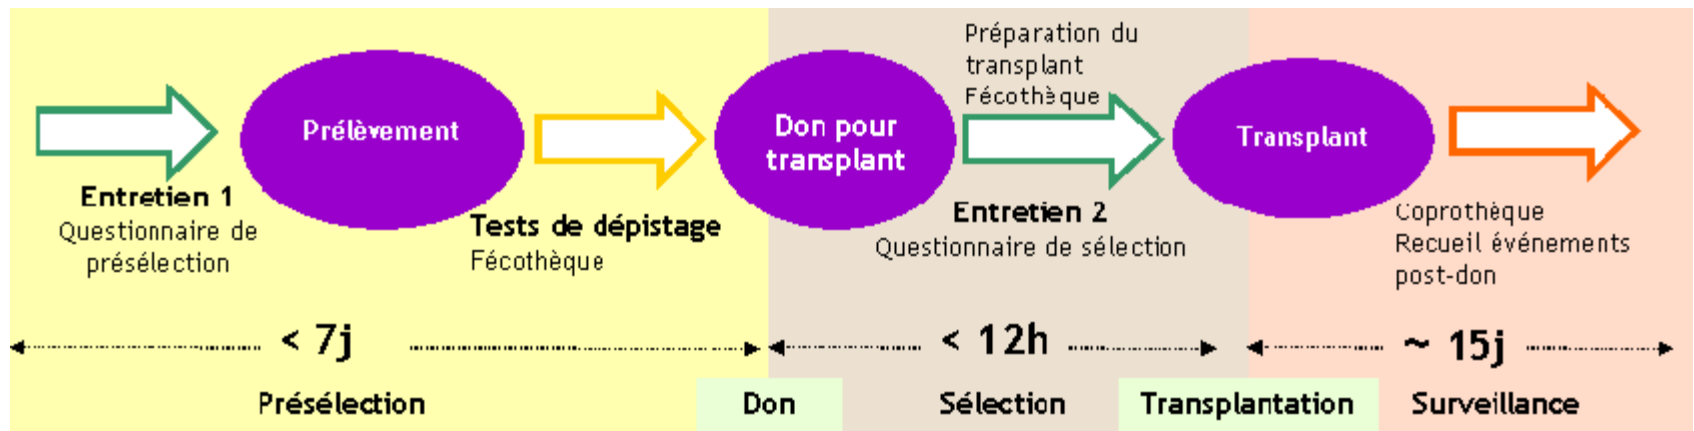 Préparation du
transplant
Fécothèque
Prélèvement
Don pour
transplant
Transplant
Entretien 1
Questionnaire de
présélection
Tests de dépistage
Fécothèque
Entretien 2
Questionnaire de sélection
Coprothèque
Recueil événements
post-don
< 7j
< 12h
~ 15j
Présélection
Don
Sélection
Transplantation
Surveillance